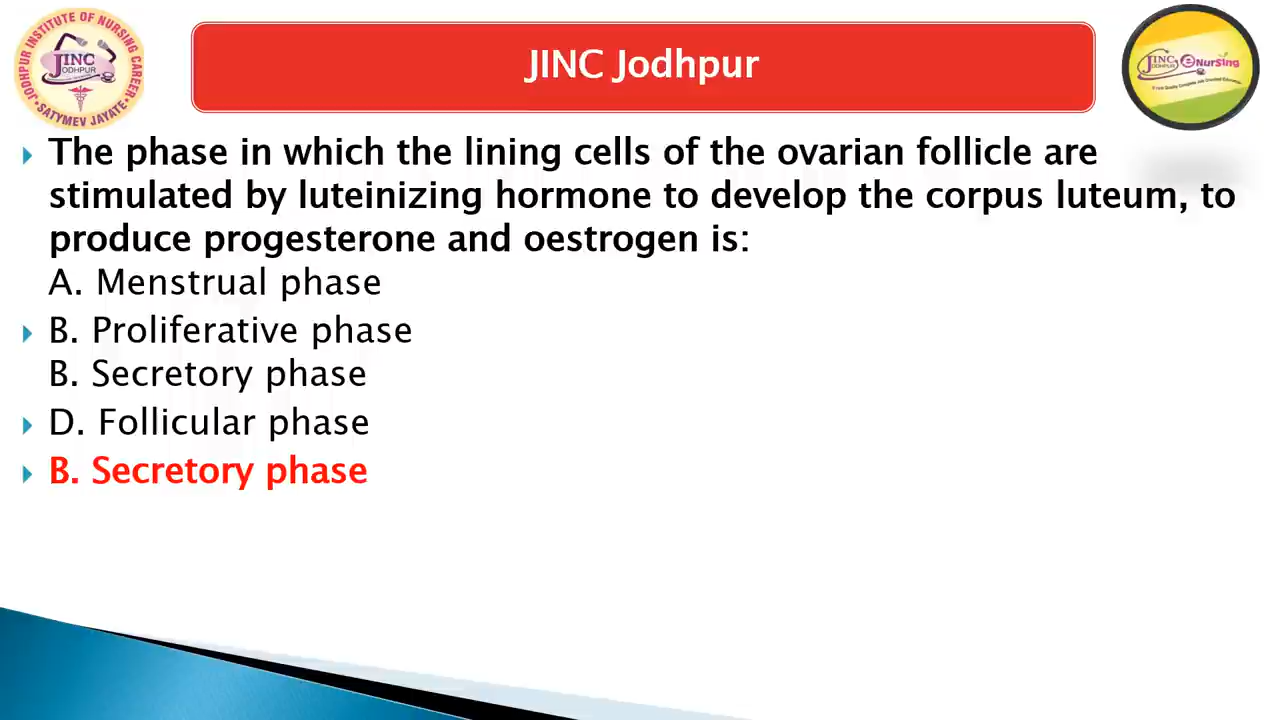 JODHPUR INSTITUTE OF NURSING CAREER
JINC
JODHPUR
SATYMEV JAYATE
JINC Jodhpur
JINC
JODHPUR
eNursing
The phase in which the lining cells of the ovarian follicle are
stimulated by luteinizing hormone to develop the corpus luteum, to
produce progesterone and oestrogen is:
A. Menstrual phase
B. Proliferative phase
B. Secretory phase
D. Follicular phase
B. Secretory phase